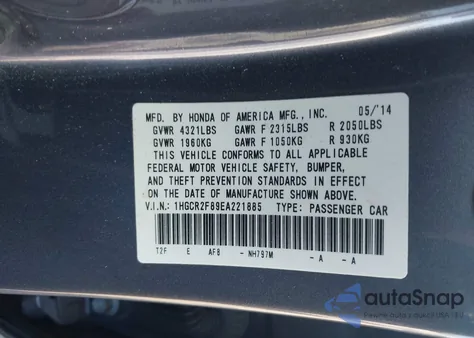 MFD. BY HONDA OF AMERICA MFG., INC. 05/'14
GVWR 4321LBS GAWR F 2315LBS R 2050LBS
GVWR 1960KG GAWR F 1050KG R 930KG
THIS VEHICLE CONFORMS TO ALL APPLICABLE
FEDERAL MOTOR VEHICLE SAFETY, BUMPER,
AND THEFT PREVENTION STANDARDS IN EFFECT
ON THE DATE OF MANUFACTURE SHOWN ABOVE.
V.I.N.: 1HGCR2F89EA221885 TYPE: PASSENGER CAR
T2F E AF8 - NH797M - A - A
autoSnap